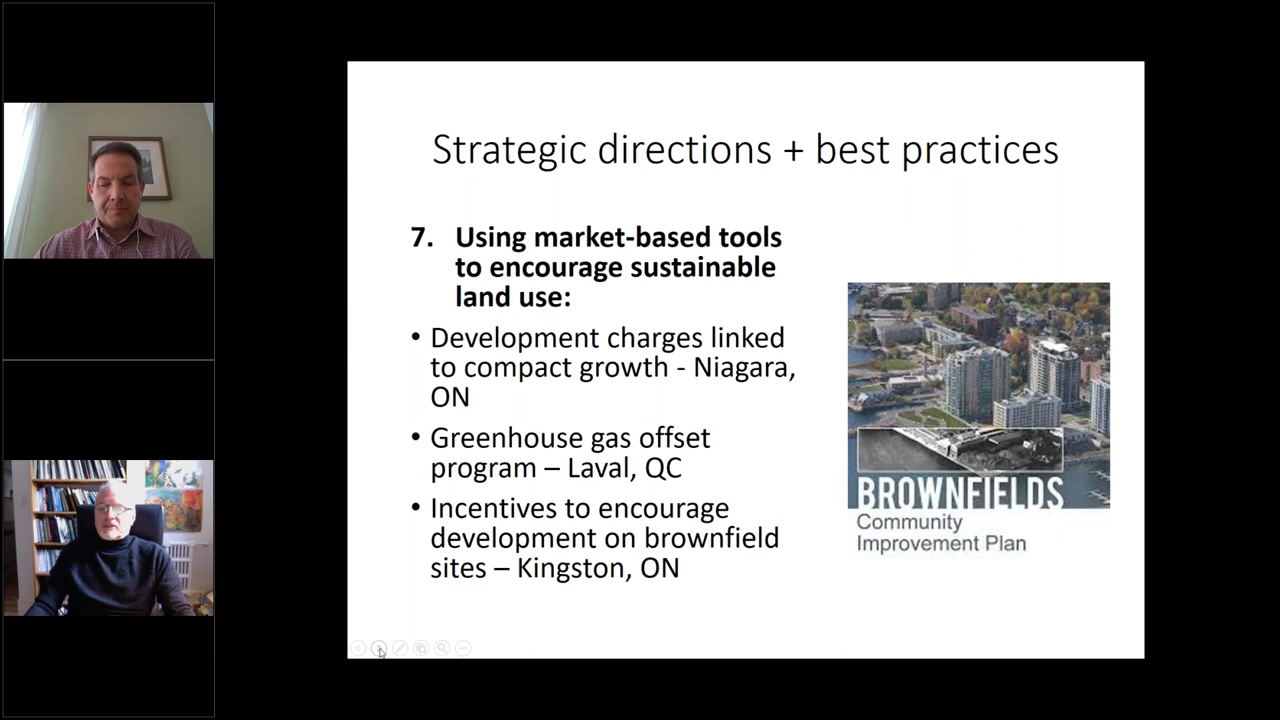 Strategic directions + best practices
7. Using market-based tools
to encourage sustainable
land use:
• Development charges linked
to compact growth - Niagara,
ON
• Greenhouse gas offset
program – Laval, QC
• Incentives to encourage
development on brownfield
sites – Kingston, ON
BROWNFIELDS
Community
Improvement Plan